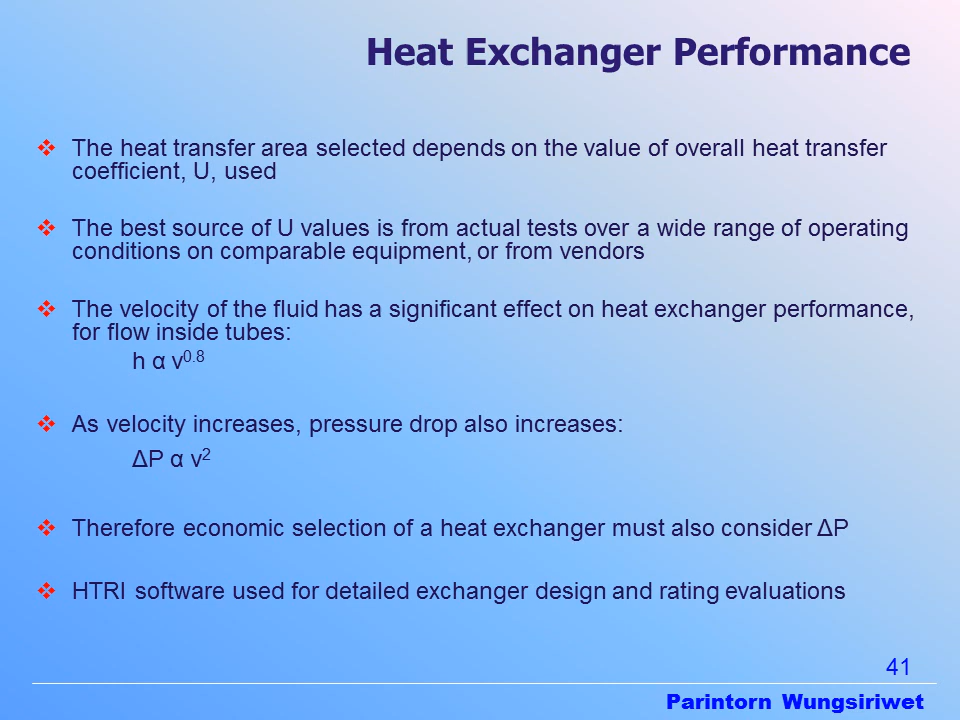 Heat Exchanger Performance
❖ The heat transfer area selected depends on the value of overall heat transfer
coefficient, U, used
❖ The best source of U values is from actual tests over a wide range of operating
conditions on comparable equipment, or from vendors
❖ The velocity of the fluid has a significant effect on heat exchanger performance,
for flow inside tubes:
h α v^0.8
❖ As velocity increases, pressure drop also increases:
ΔP α v^2
❖ Therefore economic selection of a heat exchanger must also consider ΔP
❖ HTRI software used for detailed exchanger design and rating evaluations
41
Parintorn Wungsiriwet